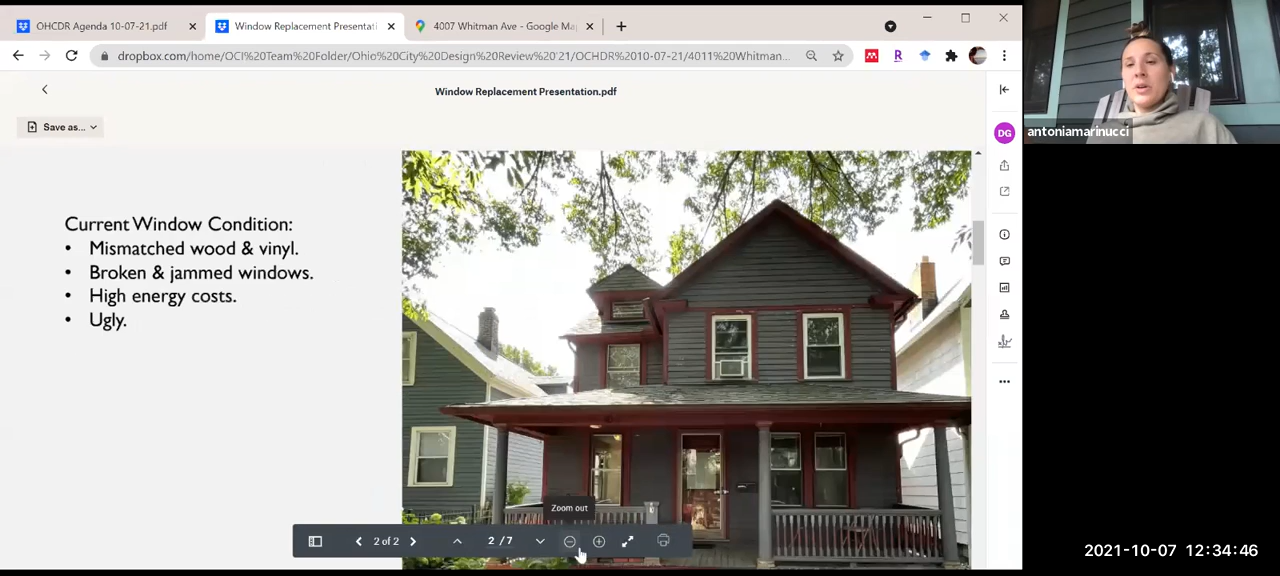 OHCDR Agenda 10-07-21.pdf
Window Replacement Presentati
4007 Whitman Ave - Google Ma
dropbox.com/home/OCI%20Team%20Folder/Ohio%20City%20Design%20Review%20'21/OCHDR%2010-07-21/4011%20Whitman...
Window Replacement Presentation.pdf
Save as...
DG
antoniamarinucci
Current Window Condition:
• Mismatched wood & vinyl.
• Broken & jammed windows.
• High energy costs.
• Ugly.
Zoom out
2 of 2
2 / 7
2021-10-07 12:34:46